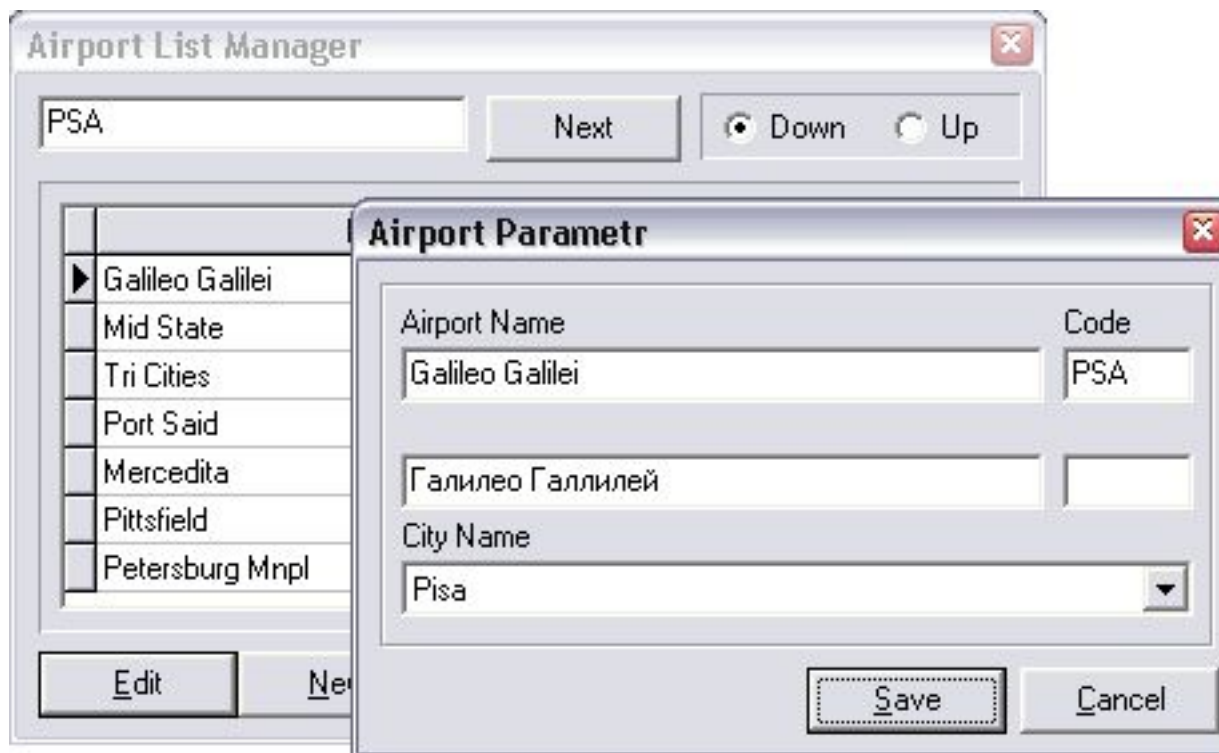 Airport List Manager
PSA
Next
Down
Up
Galileo Galilei
Mid State
Tri Cities
Port Said
Mercedita
Pittsfield
Petersburg Mnpl
Edit
Airport Parametr
Airport Name
Code
Galileo Galilei
PSA
Галилео Галлилей
City Name
Pisa
Save
Cancel